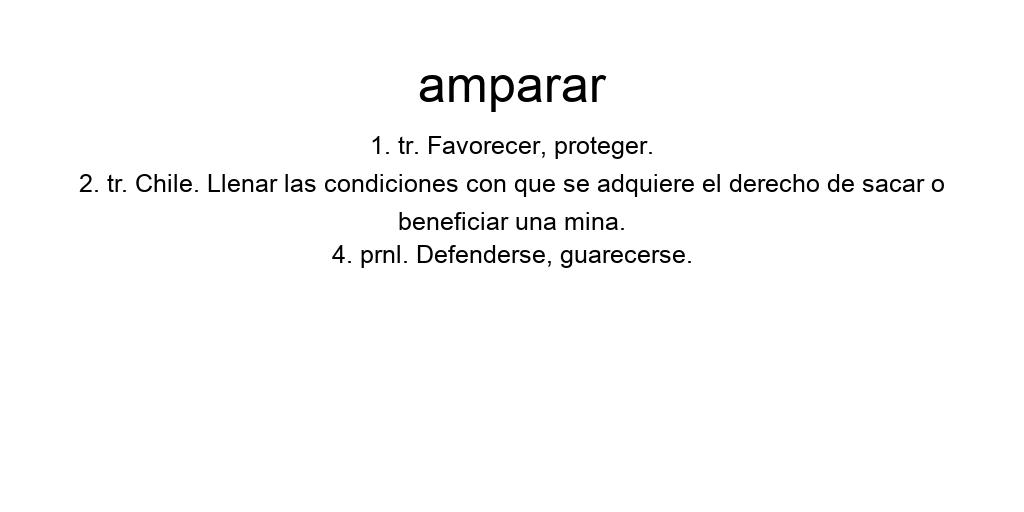 amparar
1. tr. Favorecer, proteger.
2. tr. Chile. Llenar las condiciones con que se adquiere el derecho de sacar o
beneficiar una mina.
4. prnl. Defenderse, guarecerse.